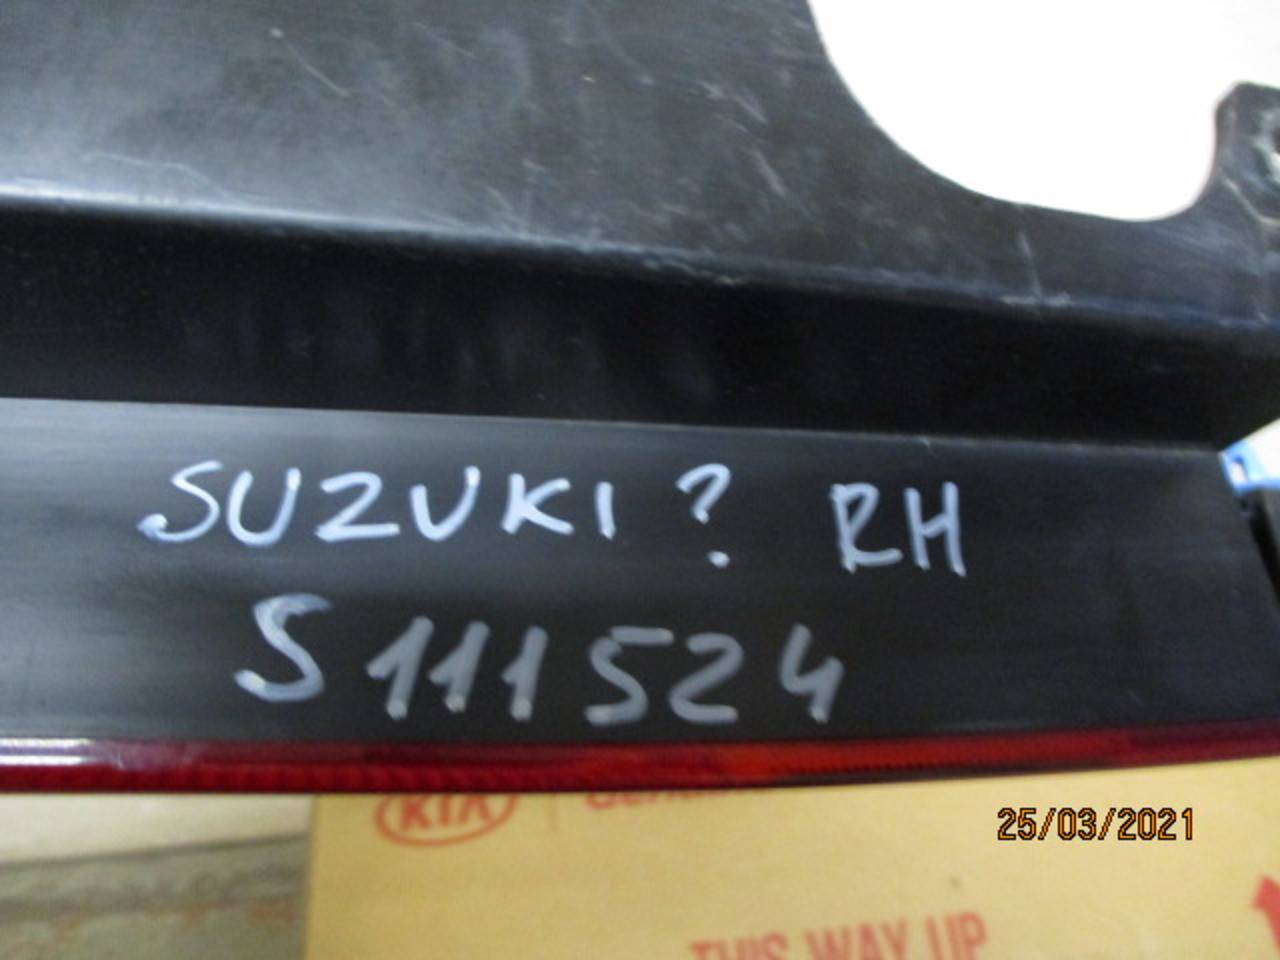 SUZUKI ? RH
S111524
KIA
25/03/2021
THIS WAY UP